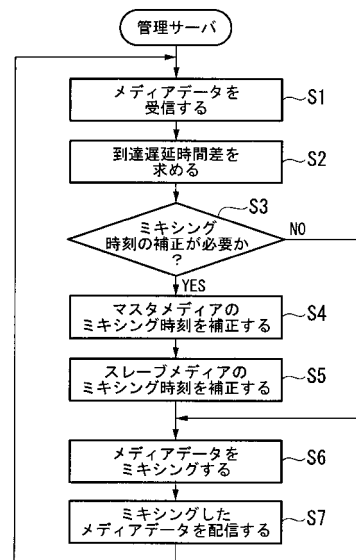 管理サーバ
メディアデータを
受信する
S1
到達遅延時間差を
求める
S2
S3
ミキシング
時刻の補正が必要か
?
NO
YES
マスタメディアの
ミキシング時刻を補正する
S4
スレーブメディアの
ミキシング時刻を補正する
S5
メディアデータを
ミキシングする
S6
ミキシングした
メディアデータを配信する
S7